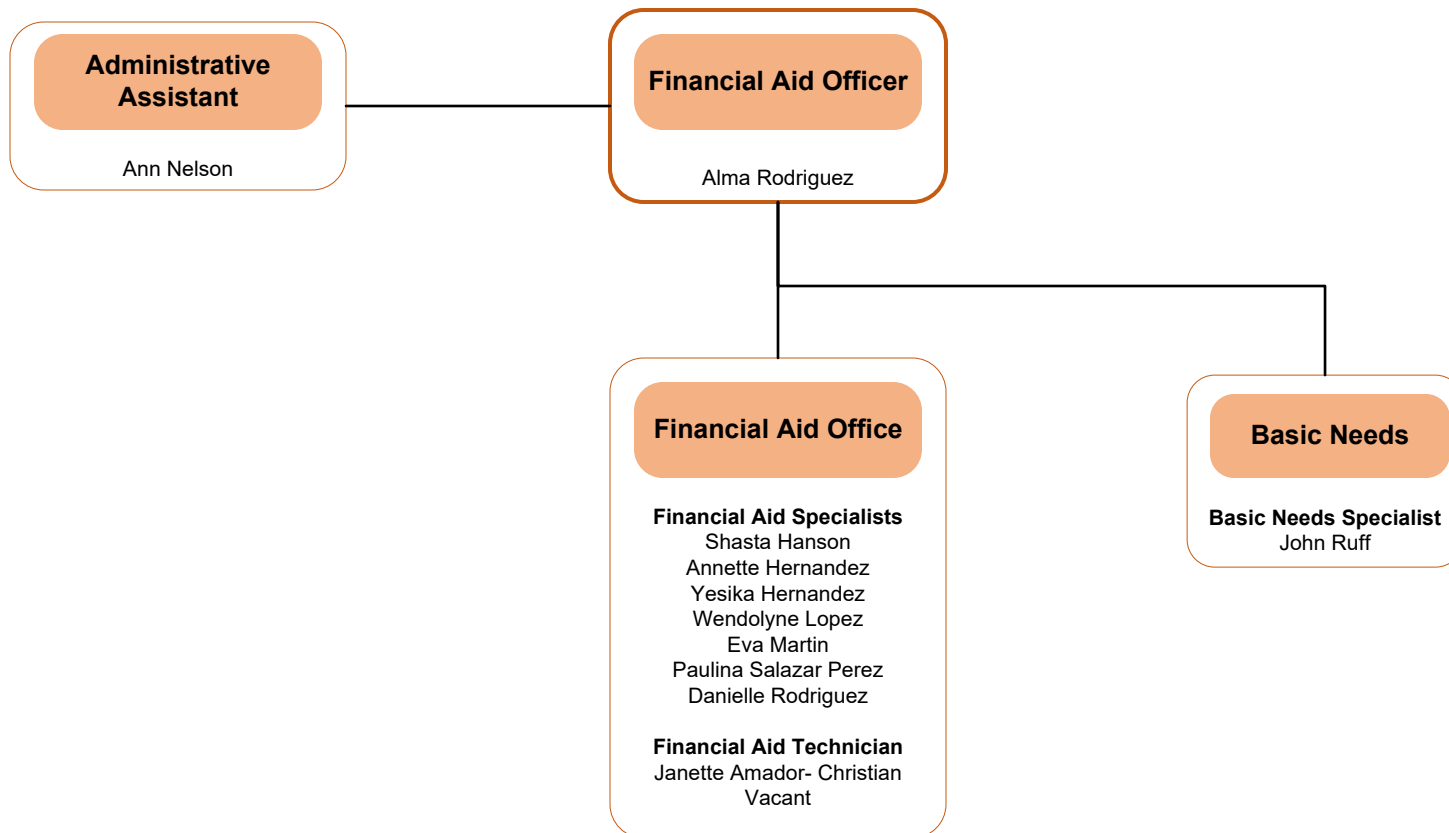 Administrative
Assistant
Ann Nelson
Financial Aid Officer
Alma Rodriguez
Financial Aid Office
Financial Aid Specialists
Shasta Hanson
Annette Hernandez
Yesika Hernandez
Wendolyne Lopez
Eva Martin
Paulina Salazar Perez
Danielle Rodriguez
Financial Aid Technician
Janette Amador- Christian
Vacant
Basic Needs
Basic Needs Specialist
John Ruff